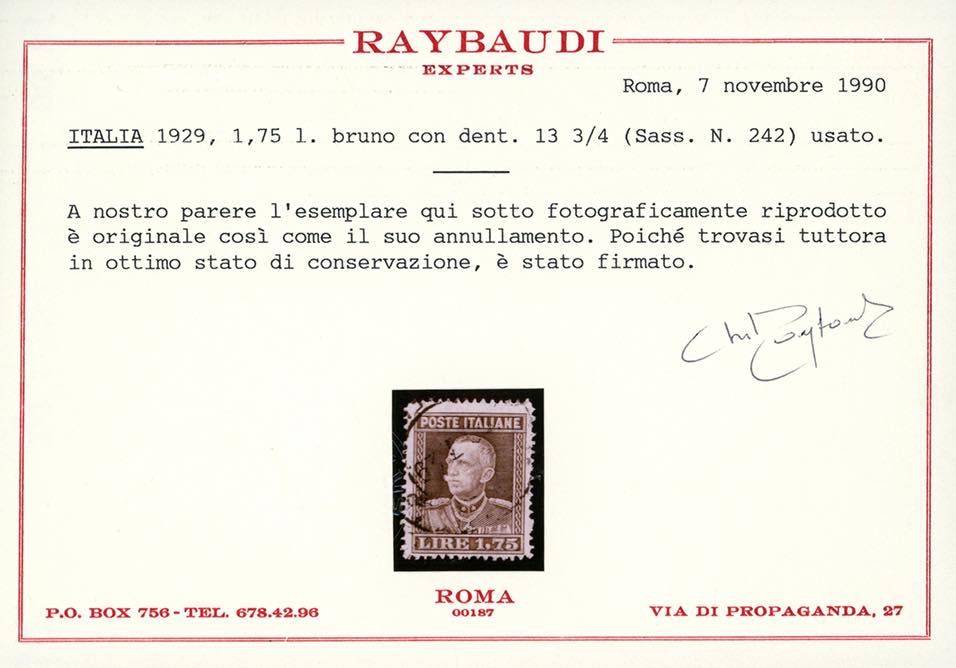 RAYBAUDI
EXPERTS
Roma, 7 novembre 1990
ITALIA 1929, 1,75 l. bruno con dent. 13 3/4 (Sass. N. 242) usato.
A nostro parere l'esemplare qui sotto fotograficamente riprodotto
è originale così come il suo annullamento. Poiché trovasi tuttora
in ottimo stato di conservazione, è stato firmato.
POSTE ITALIANE
LIRE 1,75
ROMA
00187
P.O. BOX 756 - TEL. 678.42.96
VIA DI PROPAGANDA, 27